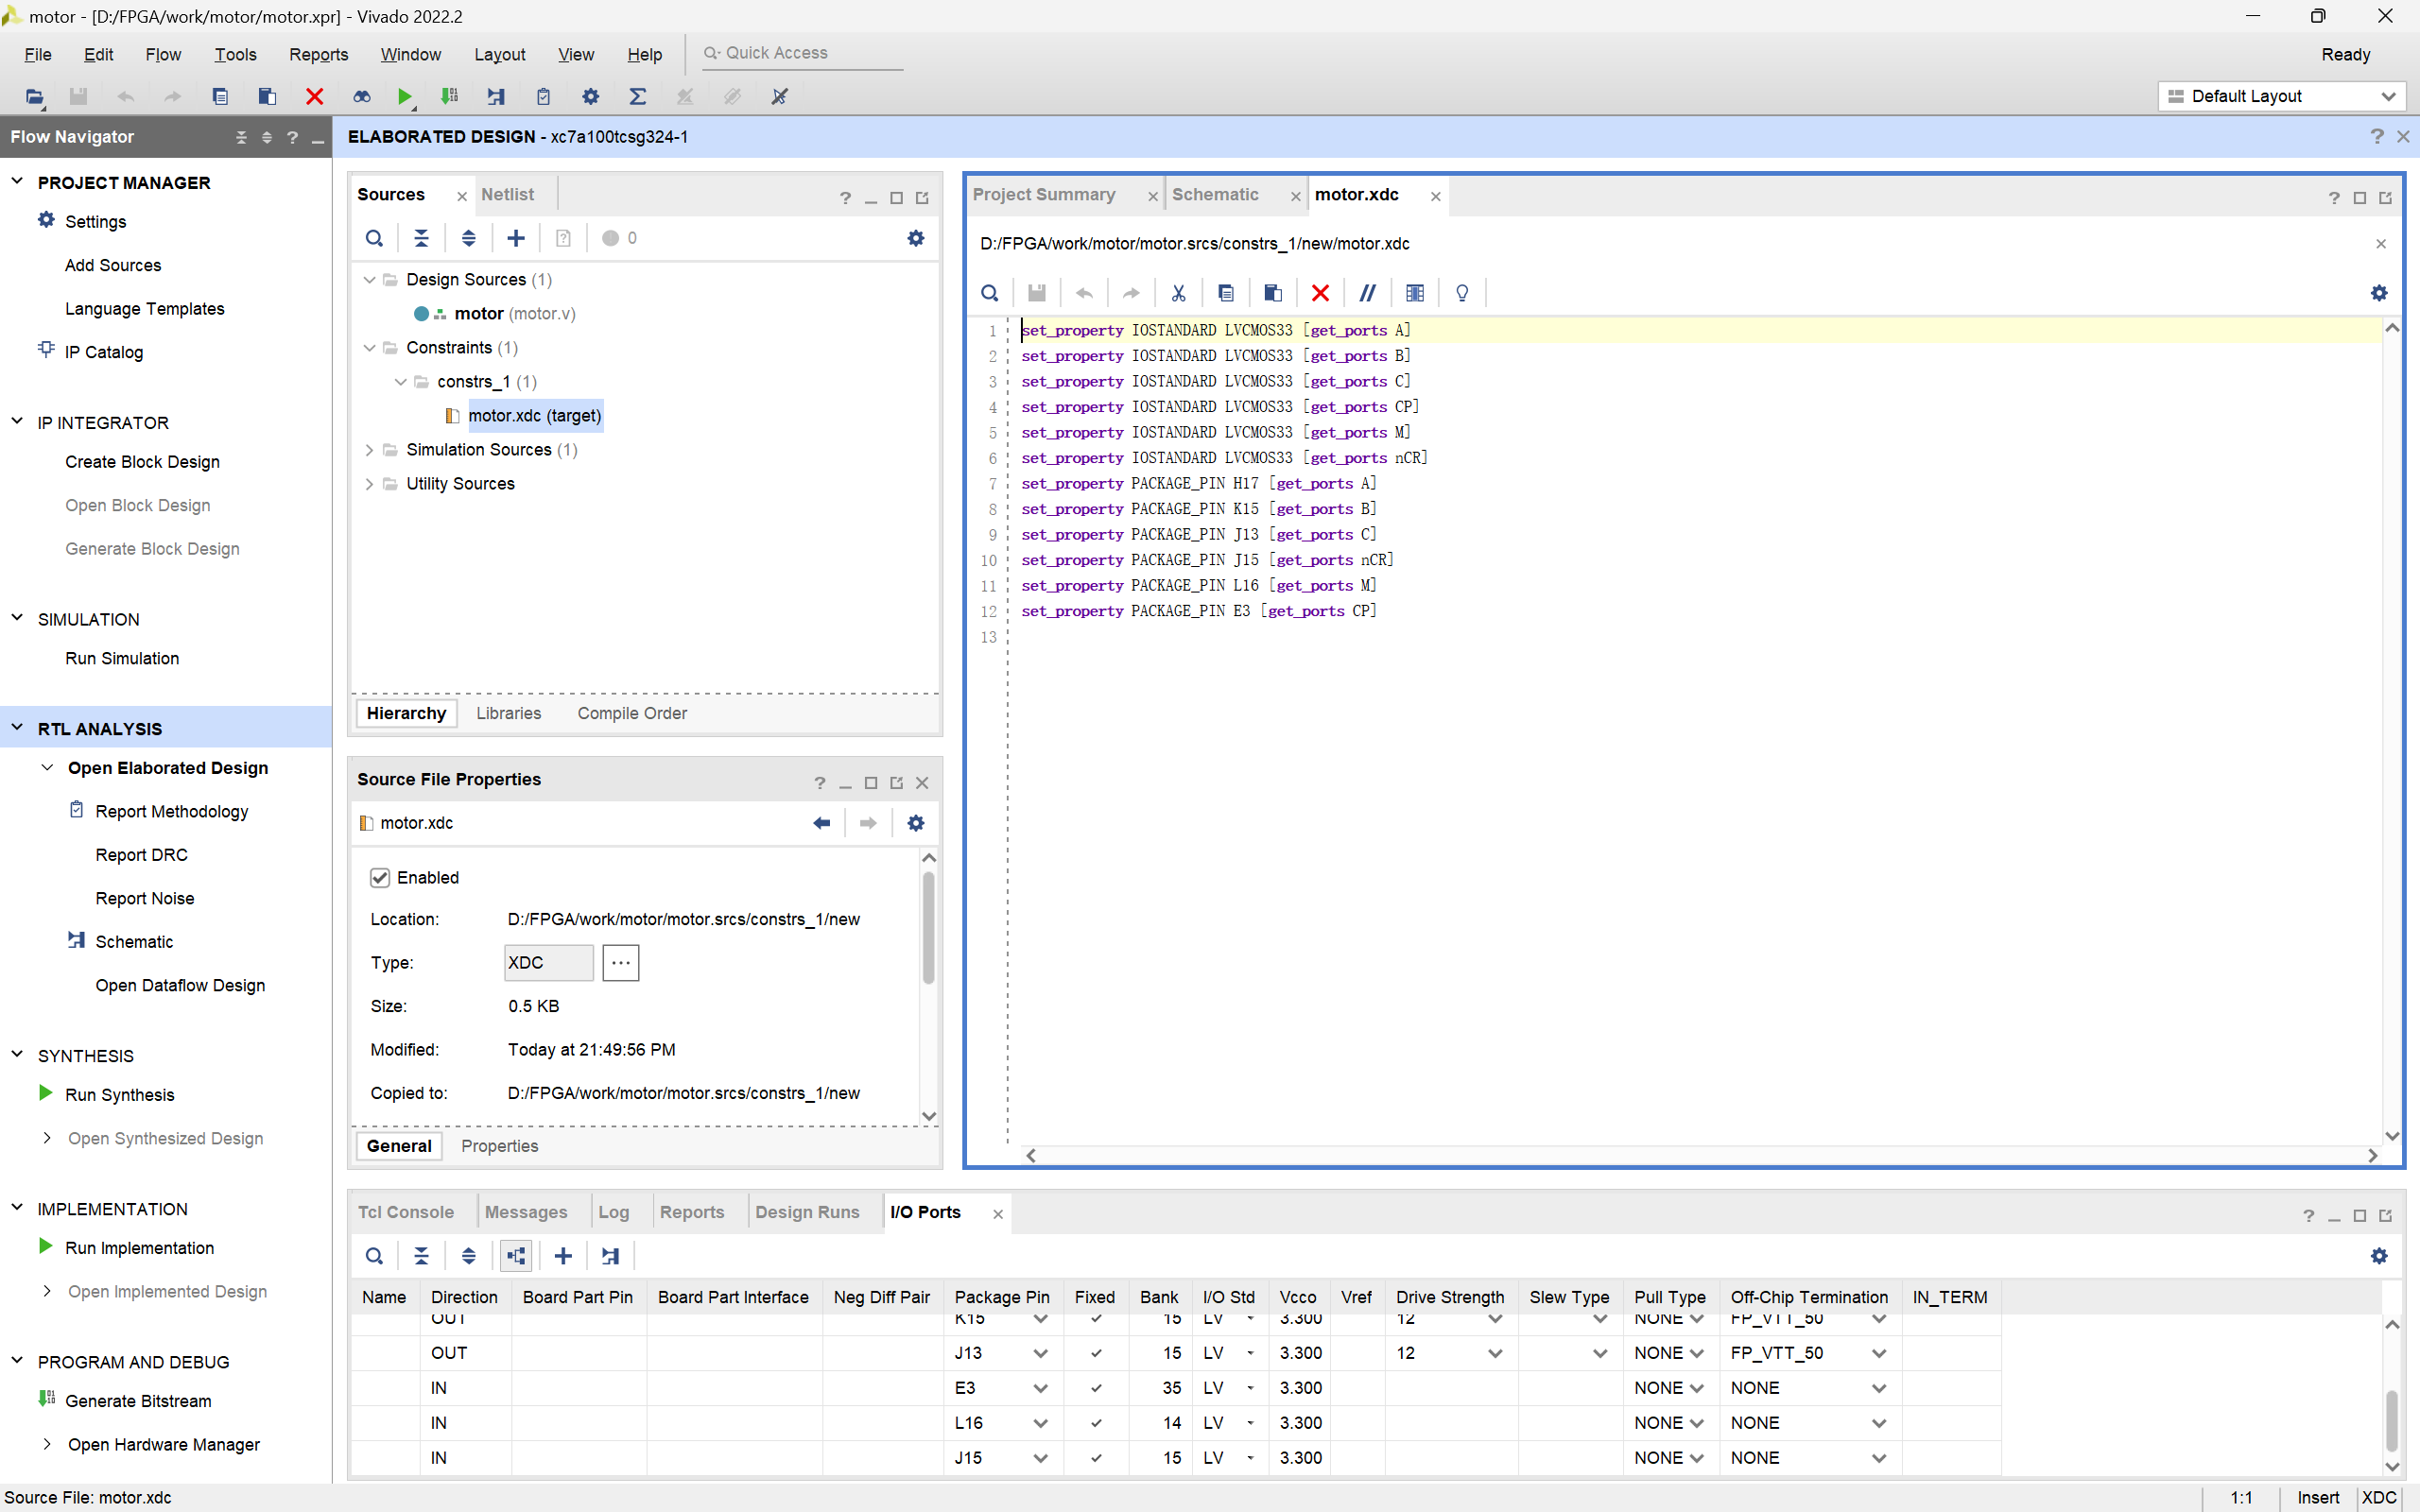 motor - [D:/FPGA/work/motor/motor.xpr] - Vivado 2022.2
File Edit Flow Tools Reports Window Layout View Help Quick Access Ready
Default Layout
Flow Navigator
ELABORATED DESIGN - xc7a100tcsg324-1
PROJECT MANAGER
Settings
Add Sources
Language Templates
IP Catalog
IP INTEGRATOR
Create Block Design
Open Block Design
Generate Block Design
SIMULATION
Run Simulation
RTL ANALYSIS
Open Elaborated Design
Report Methodology
Report DRC
Report Noise
Schematic
Open Dataflow Design
SYNTHESIS
Run Synthesis
Open Synthesized Design
IMPLEMENTATION
Run Implementation
Open Implemented Design
PROGRAM AND DEBUG
Generate Bitstream
Open Hardware Manager
Sources Netlist
0
Design Sources (1)
motor (motor.v)
Constraints (1)
constrs_1 (1)
motor.xdc (target)
Simulation Sources (1)
Utility Sources
Hierarchy Libraries Compile Order
Source File Properties
motor.xdc
Enabled
Location: D:/FPGA/work/motor/motor.srcs/constrs_1/new
Type: XDC ...
Size: 0.5 KB
Modified: Today at 21:49:56 PM
Copied to: D:/FPGA/work/motor/motor.srcs/constrs_1/new
General Properties
Project Summary Schematic motor.xdc
D:/FPGA/work/motor/motor.srcs/constrs_1/new/motor.xdc
1 set_property IOSTANDARD LVCMOS33 [get_ports A]
2 set_property IOSTANDARD LVCMOS33 [get_ports B]
3 set_property IOSTANDARD LVCMOS33 [get_ports C]
4 set_property IOSTANDARD LVCMOS33 [get_ports CP]
5 set_property IOSTANDARD LVCMOS33 [get_ports M]
6 set_property IOSTANDARD LVCMOS33 [get_ports nCR]
7 set_property PACKAGE_PIN H17 [get_ports A]
8 set_property PACKAGE_PIN K15 [get_ports B]
9 set_property PACKAGE_PIN J13 [get_ports C]
10 set_property PACKAGE_PIN J15 [get_ports nCR]
11 set_property PACKAGE_PIN L16 [get_ports M]
12 set_property PACKAGE_PIN E3 [get_ports CP]
13
Tcl Console Messages Log Reports Design Runs I/O Ports
Name Direction Board Part Pin Board Part Interface Neg Diff Pair Package Pin Fixed Bank I/O Std Vcco Vref Drive Strength Slew Type Pull Type Off-Chip Termination IN_TERM
OUT K15 15 LV 3.300 12 NONE FP_VTT_50
OUT J13 15 LV 3.300 12 NONE FP_VTT_50
IN E3 35 LV 3.300 NONE NONE
IN L16 14 LV 3.300 NONE NONE
IN J15 15 LV 3.300 NONE NONE
Source File: motor.xdc
1:1 Insert XDC